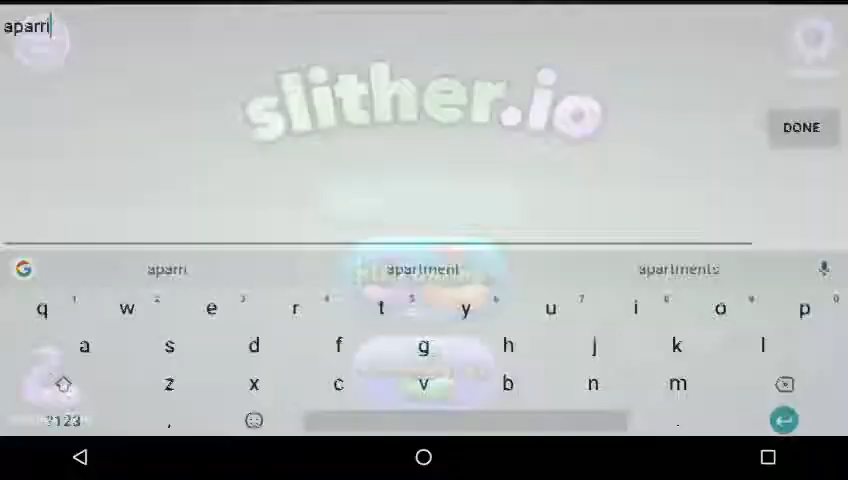 aparri
slither.io
DONE
aparri apartment apartments
q 1 w 2 e 3 r 4 t 5 y 6 u 7 i 8 o 9 p 0
a s d f g h j k l
z x c v b n m
?123 , .